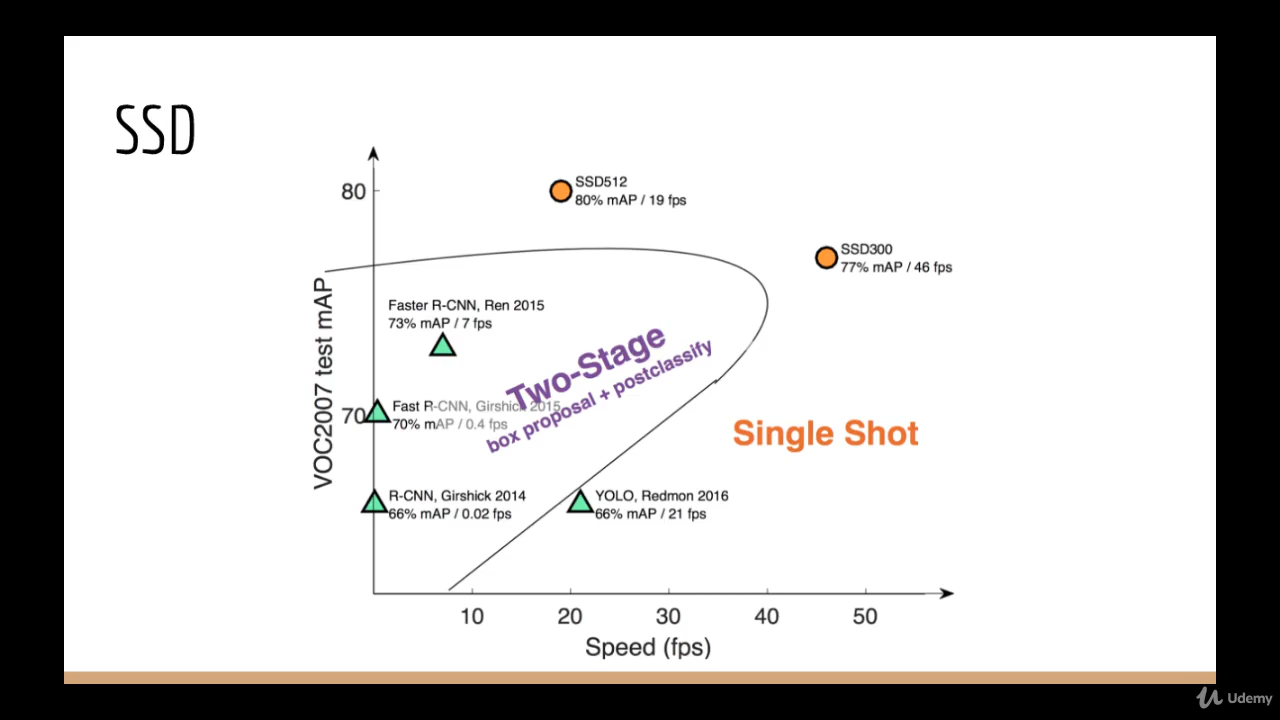 SSD
80
SSD512
80% mAP / 19 fps
SSD300
77% mAP / 46 fps
VOC2007 test mAP
Faster R-CNN, Ren 2015
73% mAP / 7 fps
Two-Stage
box proposal + postclassify
70
Fast R-CNN, Girshick 2015
70% mAP / 0.4 fps
Single Shot
R-CNN, Girshick 2014
66% mAP / 0.02 fps
YOLO, Redmon 2016
66% mAP / 21 fps
10 20 30 40 50
Speed (fps)
Udemy